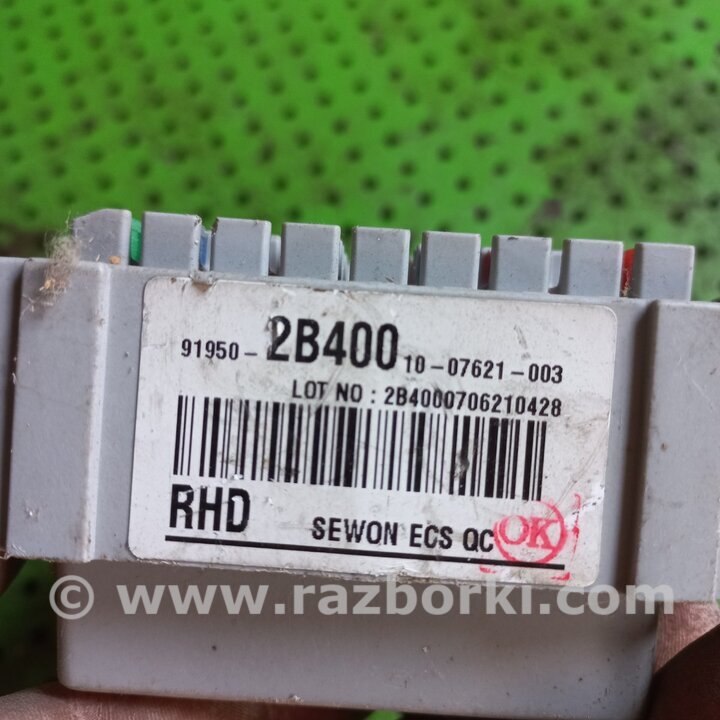 91950-2B400 10-07621-003
LOT NO : 2B4000706210428
RHD SEWON ECS QC OK
© www.razborki.com